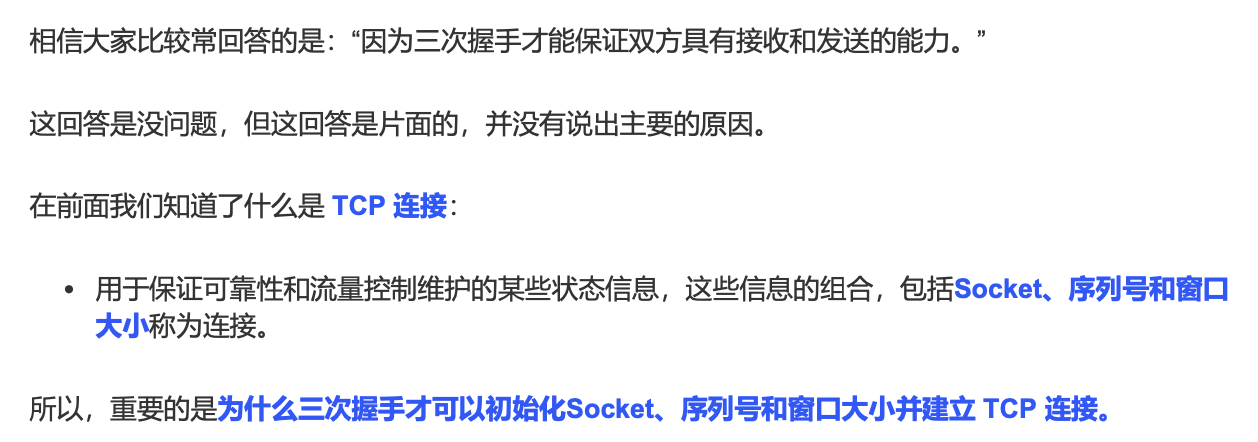 相信大家比较常回答的是：“因为三次握手才能保证双方具有接收和发送的能力。”
这回答是没问题，但这回答是片面的，并没有说出主要的原因。
在前面我们知道了什么是 TCP 连接：
• 用于保证可靠性和流量控制维护的某些状态信息，这些信息的组合，包括Socket、序列号和窗口
大小称为连接。
所以，重要的是为什么三次握手才可以初始化Socket、序列号和窗口大小并建立 TCP 连接。